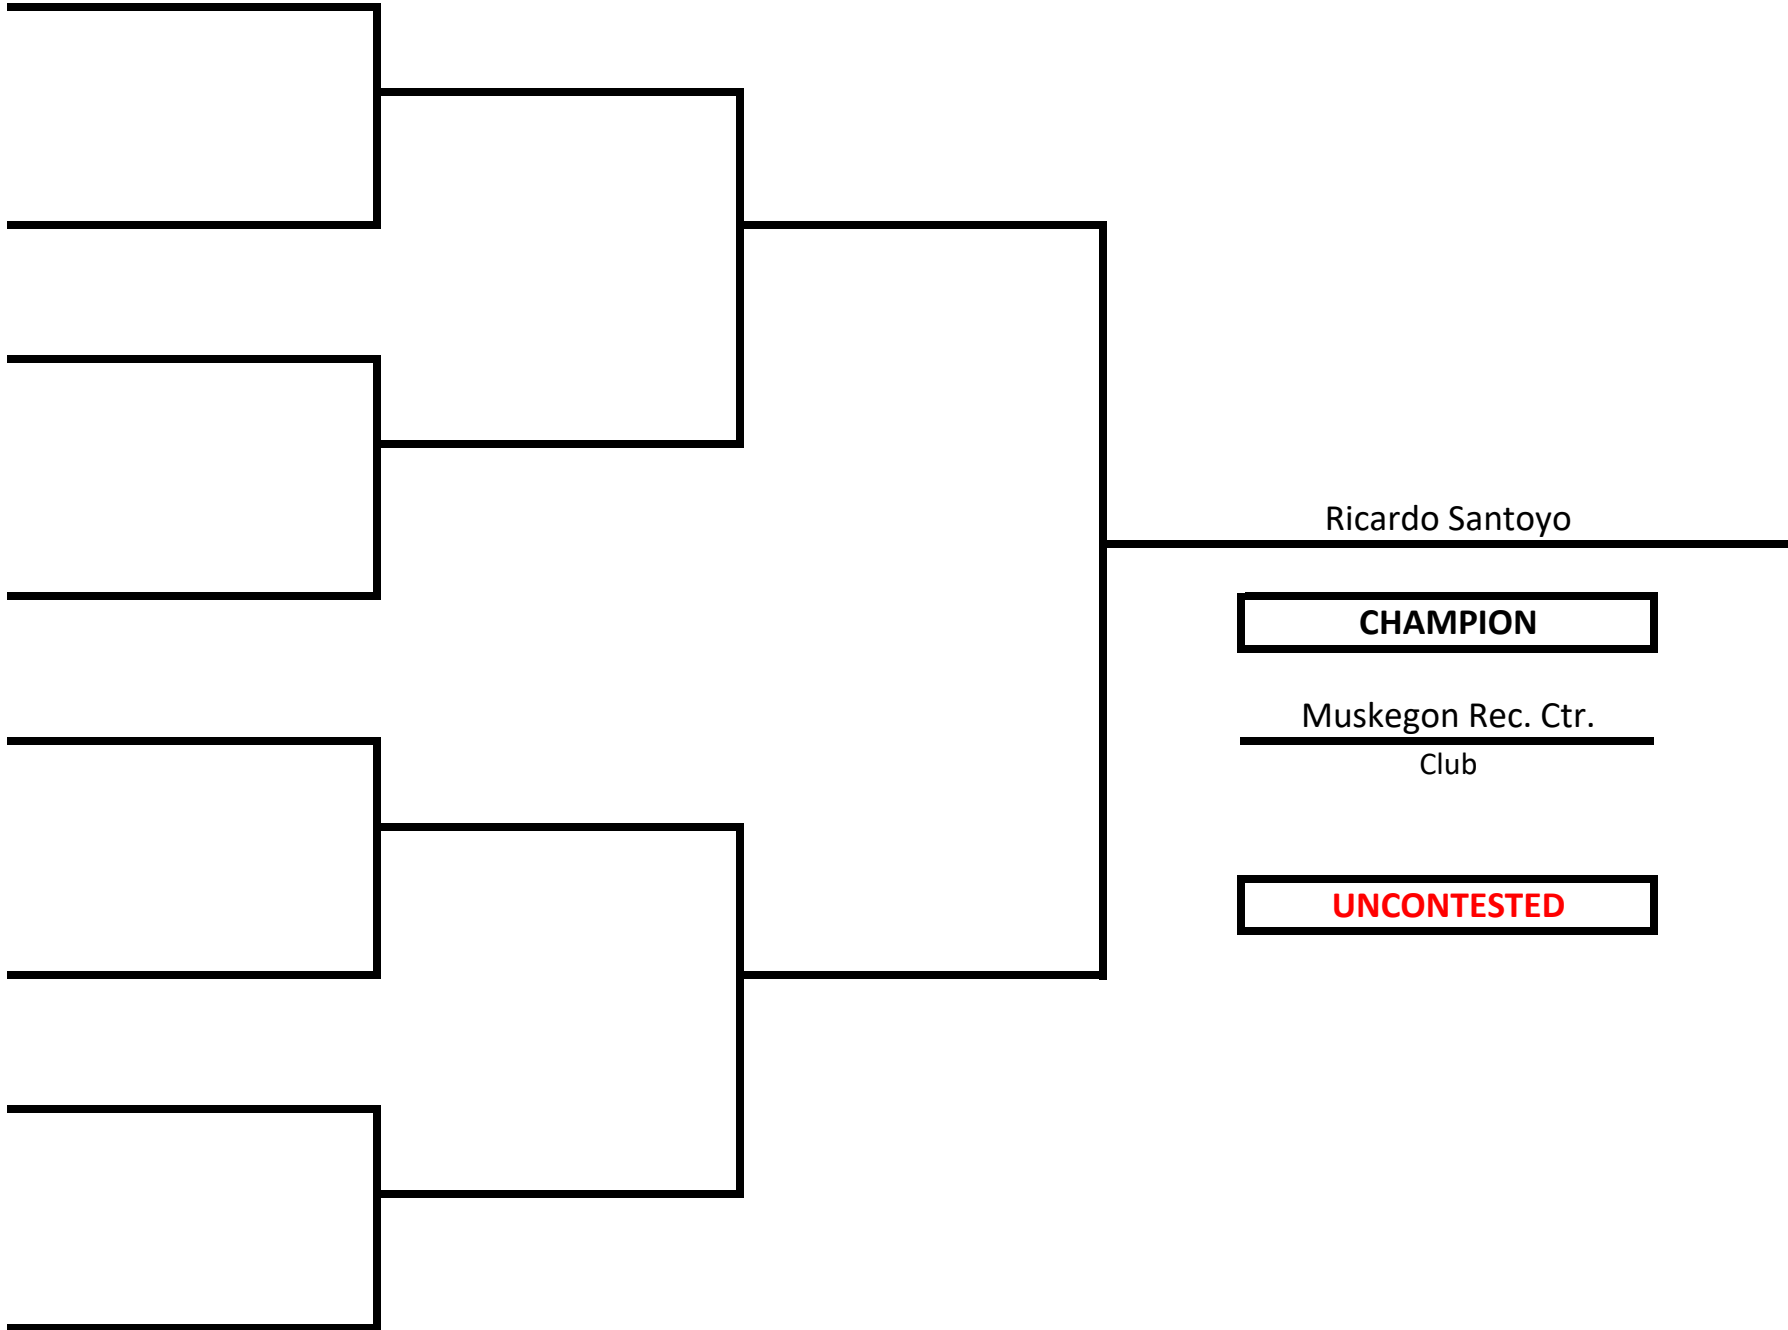 Ricardo Santoyo
CHAMPION
Muskegon Rec. Ctr.
Club
UNCONTESTED